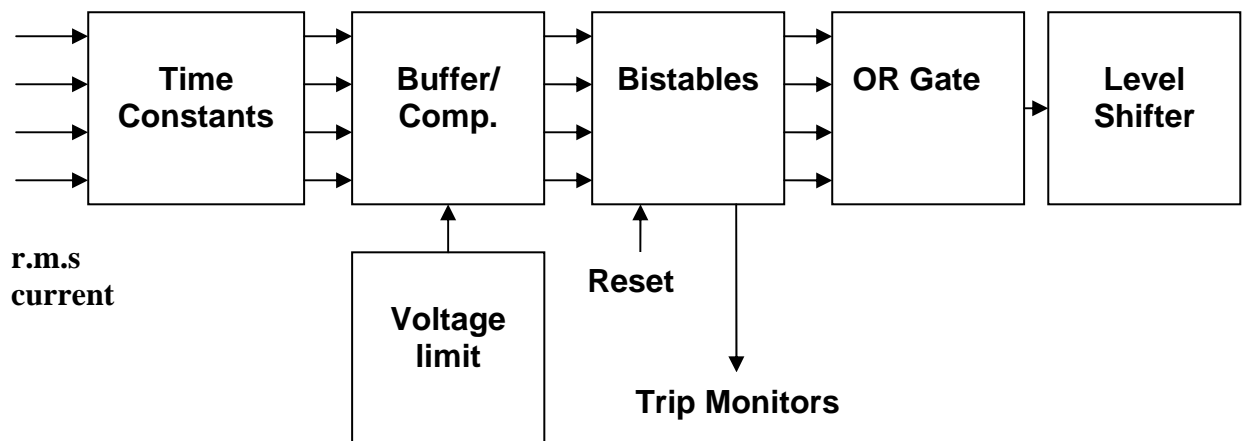 Time
Constants
Buffer/
Comp.
Bistables
OR Gate
Level
Shifter
r.m.s
current
Voltage
limit
Reset
Trip Monitors